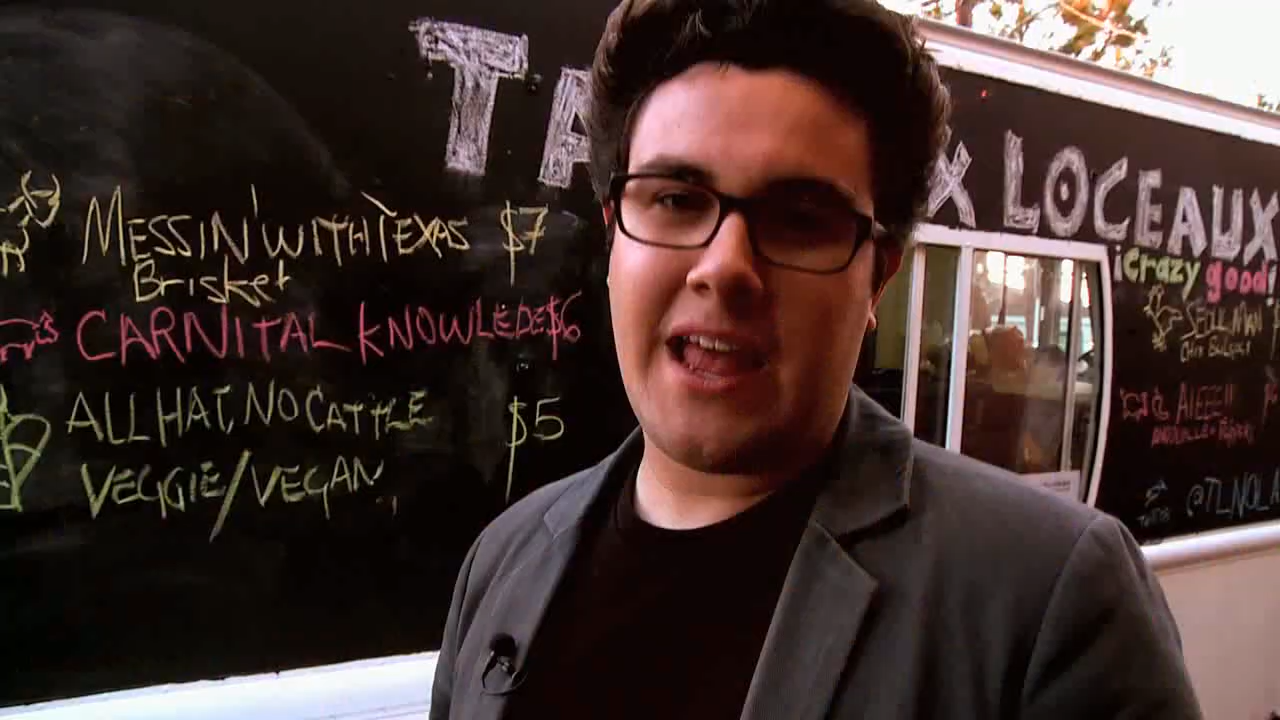 TA X LOCEAUX
MESSIN' WITH TEXAS $7
Brisket
CARNITAL KNOWLEDE $6
ALL HAT, NO CATTLE $5
VEGGIE/VEGAN
¡Crazy good!
SEOUL MAN
AIEEE!!
@TLNOLA